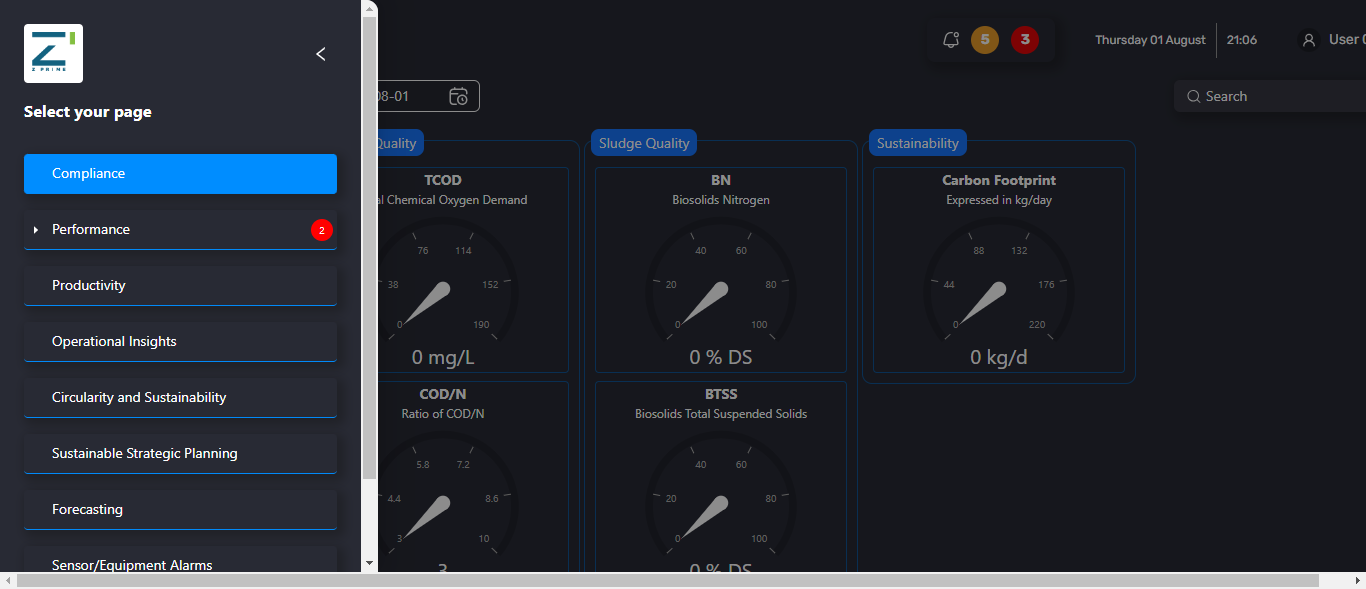 Z PRIME
Select your page
Compliance
Performance
2
Productivity
Operational Insights
Circularity and Sustainability
Sustainable Strategic Planning
Forecasting
Sensor/Equipment Alarms
5
3
Thursday 01 August
21:06
User
08-01
Search
Quality
TCOD
al Chemical Oxygen Demand
0
38
76
114
152
190
0 mg/L
COD/N
Ratio of COD/N
3
4.4
5.8
7.2
8.6
10
3
Sludge Quality
BN
Biosolids Nitrogen
0
20
40
60
80
100
0 % DS
BTSS
Biosolids Total Suspended Solids
0
20
40
60
80
100
0 % DS
Sustainability
Carbon Footprint
Expressed in kg/day
0
44
88
132
176
220
0 kg/d